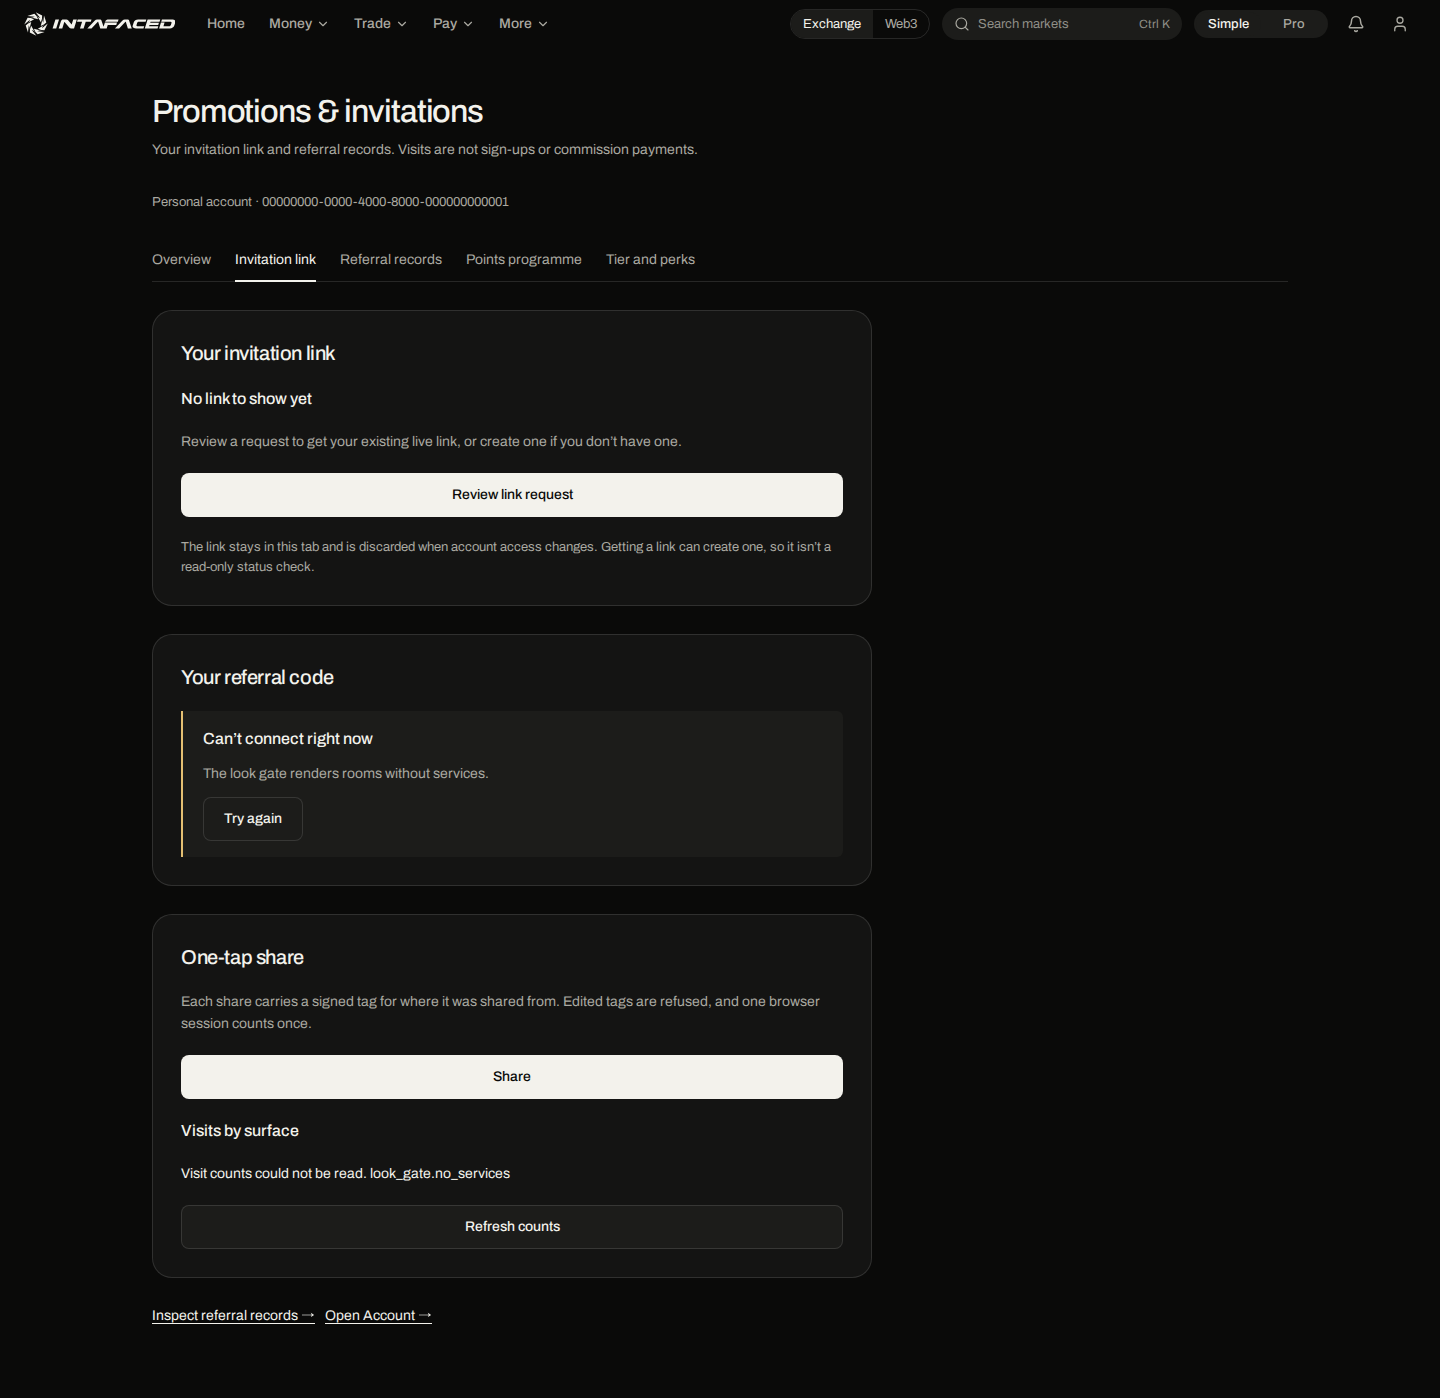 INTAFACED
Home
Money
Trade
Pay
More
Exchange
Web3
Search markets
Ctrl K
Simple
Pro
Promotions & invitations
Your invitation link and referral records. Visits are not sign-ups or commission payments.
Personal account · 00000000-0000-4000-8000-000000000001
Overview
Invitation link
Referral records
Points programme
Tier and perks
Your invitation link
No link to show yet
Review a request to get your existing live link, or create one if you don’t have one.
Review link request
The link stays in this tab and is discarded when account access changes. Getting a link can create one, so it isn’t a
read-only status check.
Your referral code
Can’t connect right now
The look gate renders rooms without services.
Try again
One-tap share
Each share carries a signed tag for where it was shared from. Edited tags are refused, and one browser
session counts once.
Share
Visits by surface
Visit counts could not be read. look_gate.no_services
Refresh counts
Inspect referral records →
Open Account →